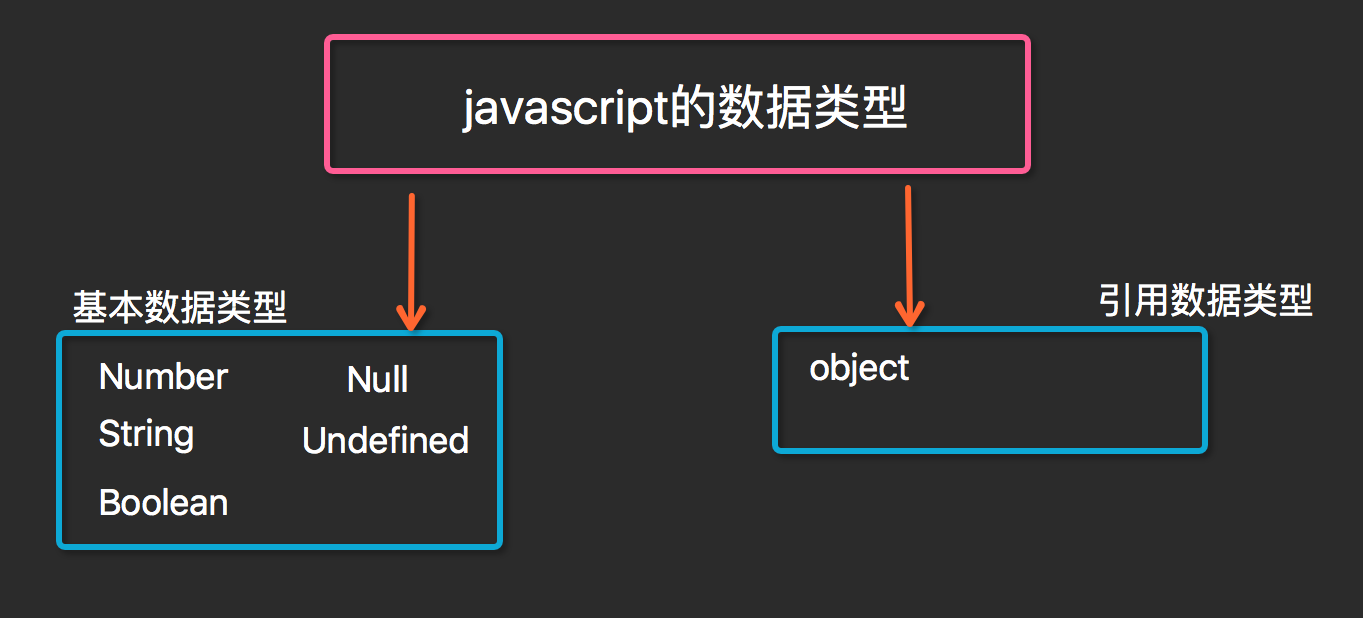 javascript的数据类型
基本数据类型
Number
Null
String
Undefined
Boolean
引用数据类型
object